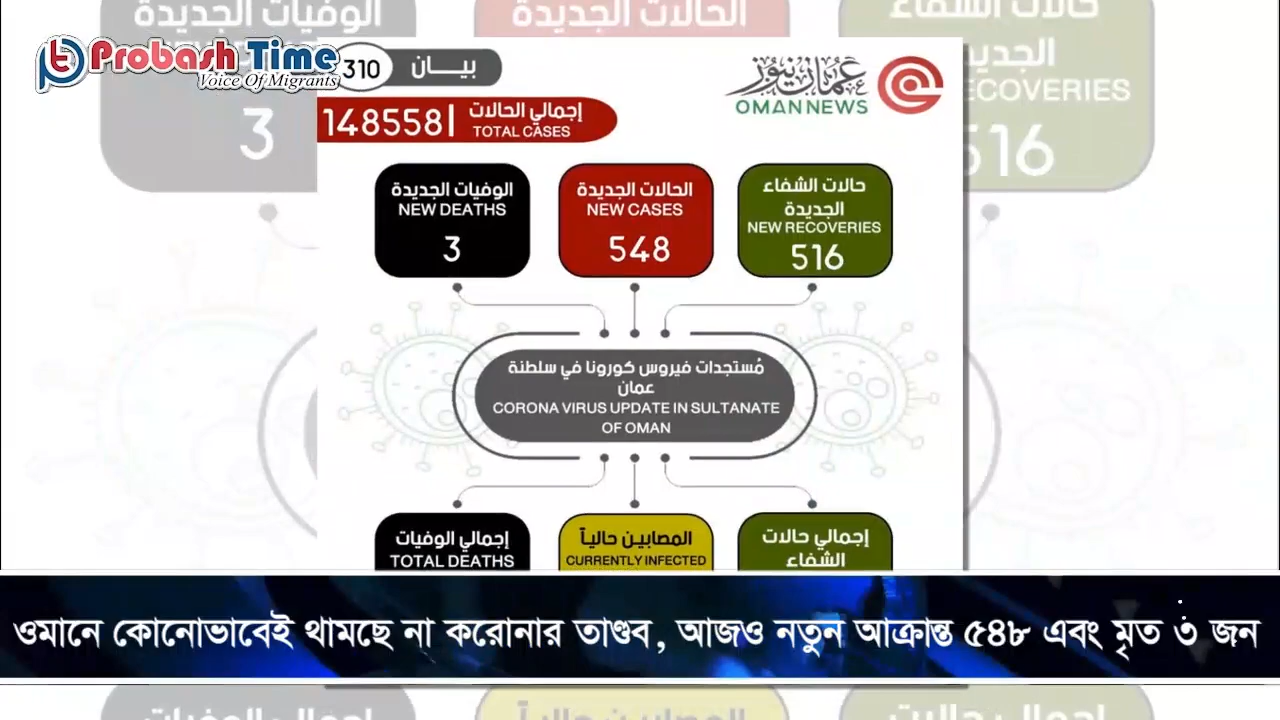 Probash Time
Voice Of Migrants
310 بيـــان
عُمان نيوز
OMAN NEWS
148558 إجمالي الحالات
TOTAL CASES
الوفيات الجديدة
NEW DEATHS
3
الحالات الجديدة
NEW CASES
548
حالات الشفاء
الجديدة
NEW RECOVERIES
516
مُستجدات فيروس كورونا في سلطنة
عمان
CORONA VIRUS UPDATE IN SULTANATE
OF OMAN
إجمالي الوفيات
TOTAL DEATHS
المصابين حالياً
CURRENTLY INFECTED
إجمالي حالات
الشفاء
ওমানে কোনোভাবেই থামছে না করোনার তাণ্ডব, আজও নতুন আক্রান্ত ৫৪৮ এবং মৃত ৩ জন